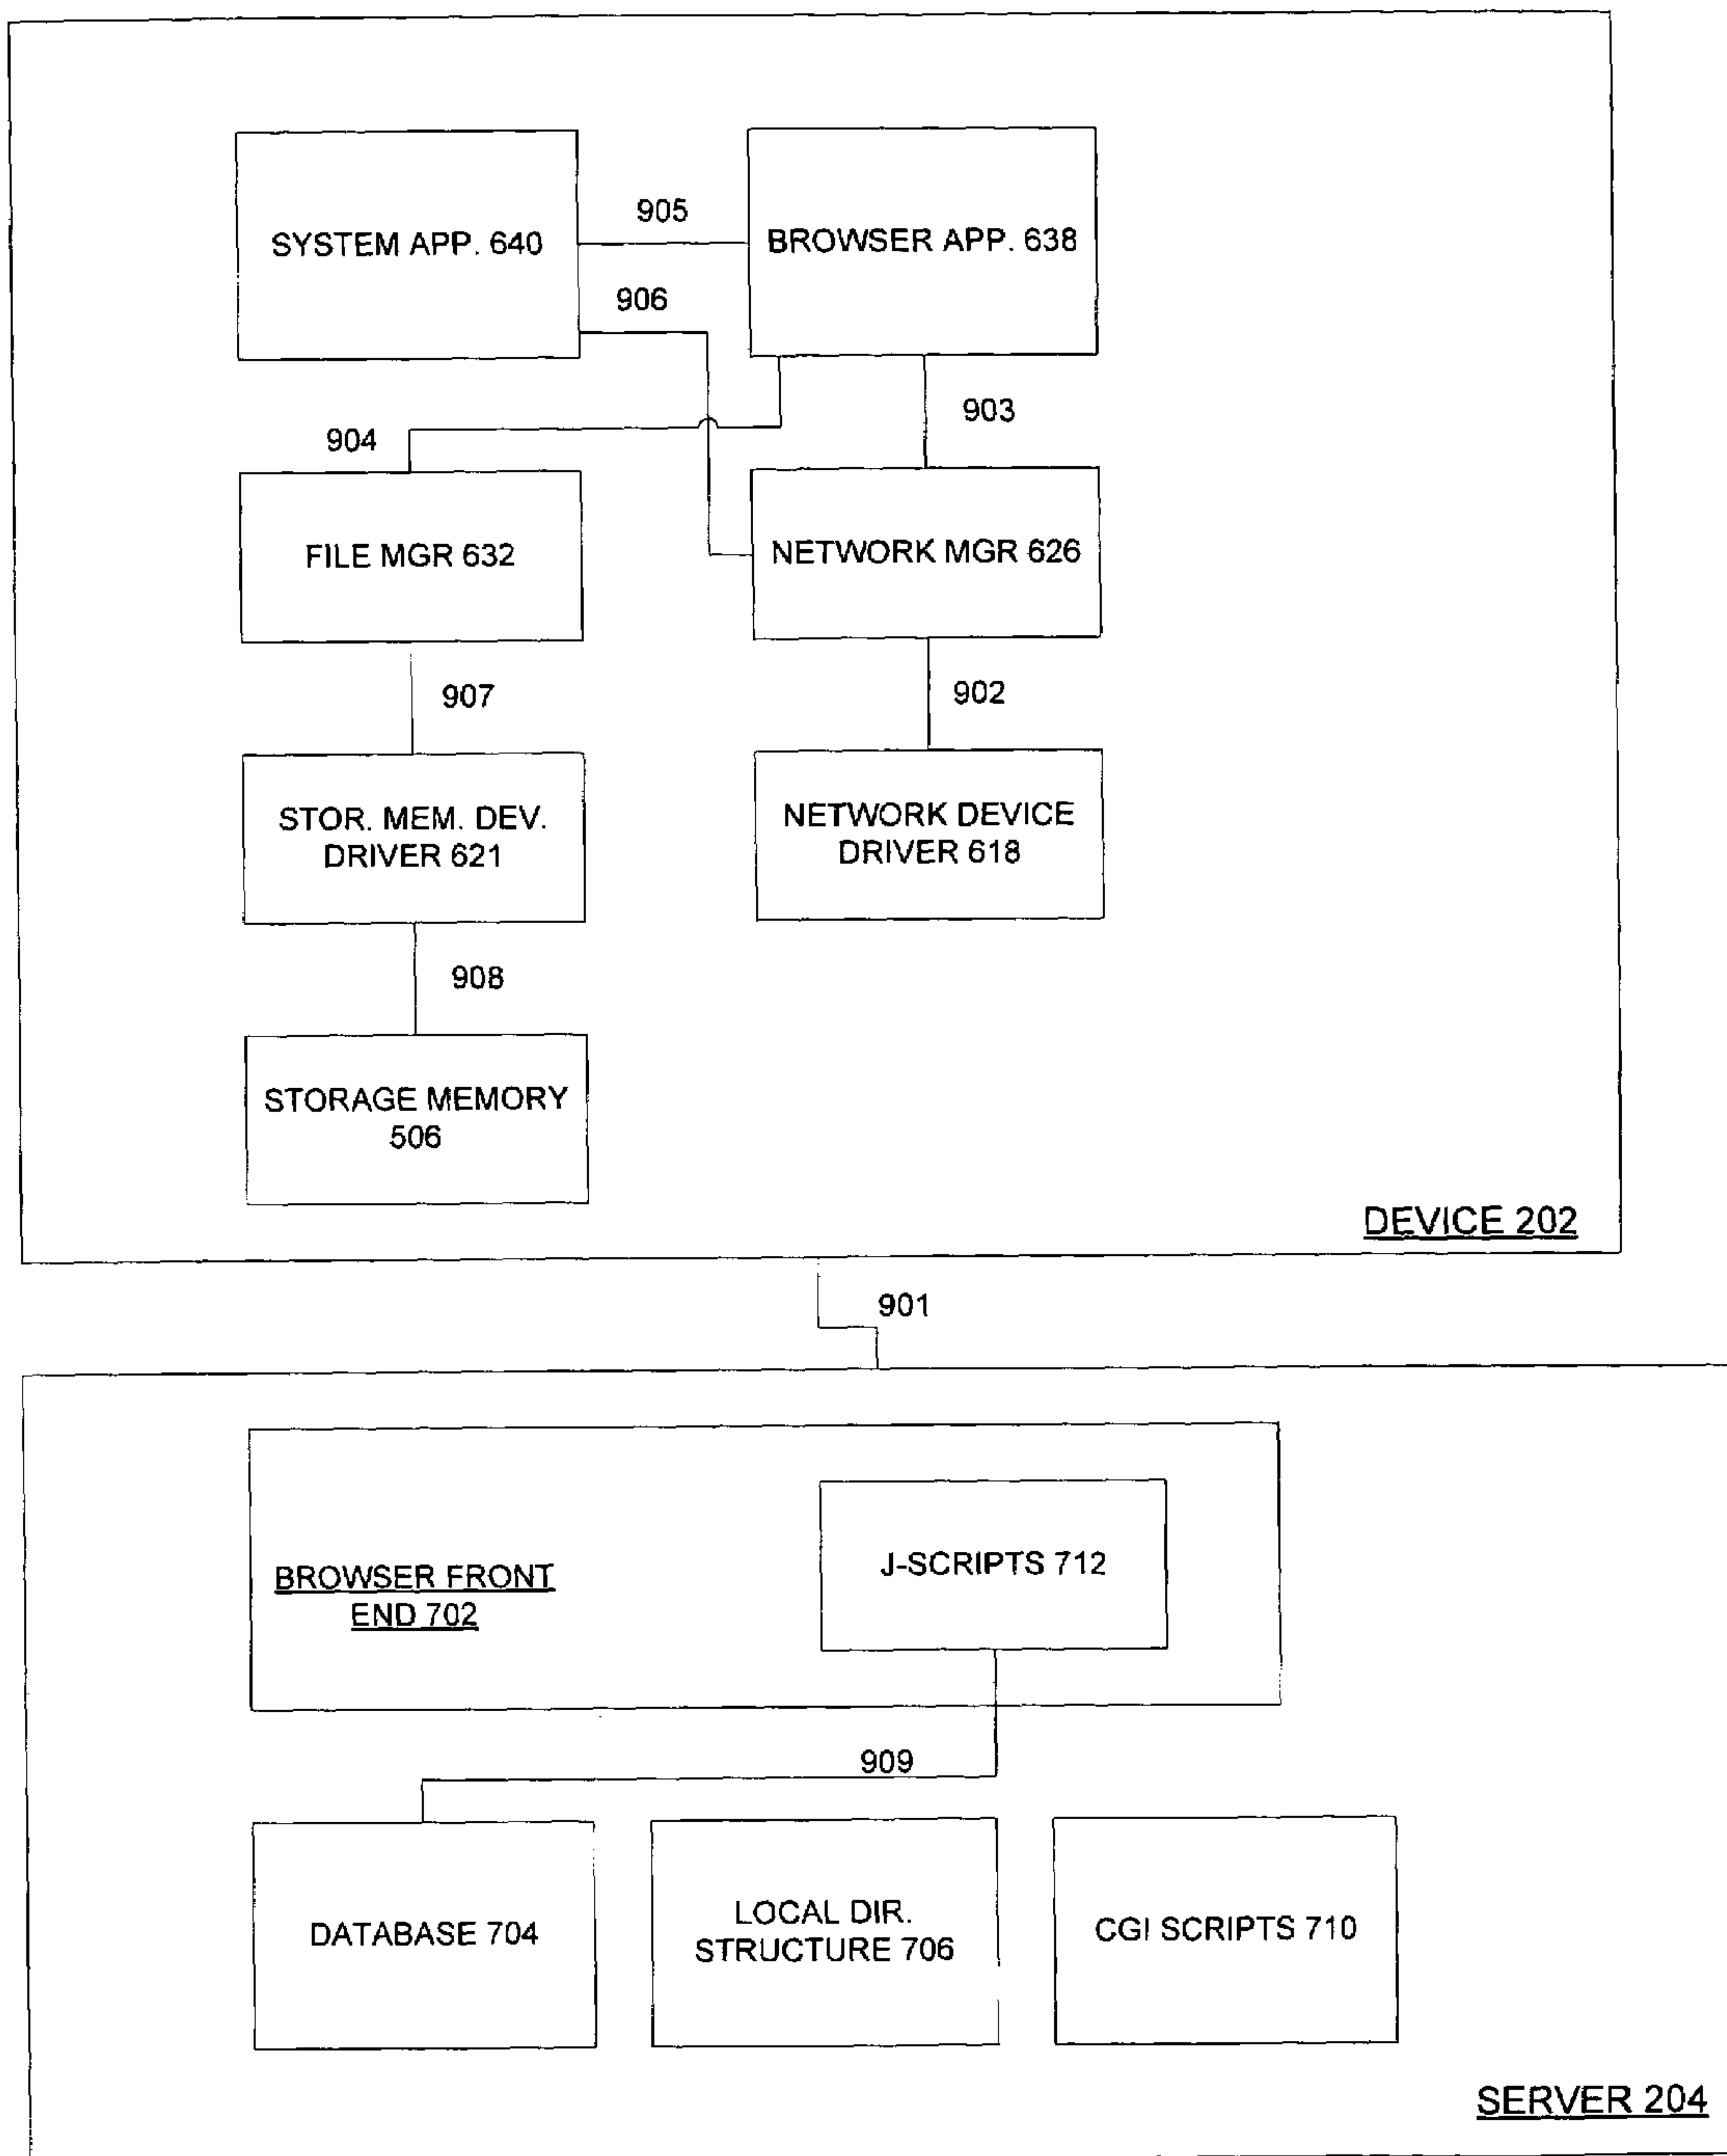 905
SYSTEM APP. 640
BROWSER APP. 638
906
903
904
FILE MGR 632
NETWORK MGR 626
907
902
STOR. MEM. DEV.
DRIVER 621
NETWORK DEVICE
DRIVER 618
908
STORAGE MEMORY
506
DEVICE 202
901
J-SCRIPTS 712
BROWSER FRONT
END 702
909
DATABASE 704
LOCAL DIR.
STRUCTURE 706
CGI SCRIPTS 710
SERVER 204